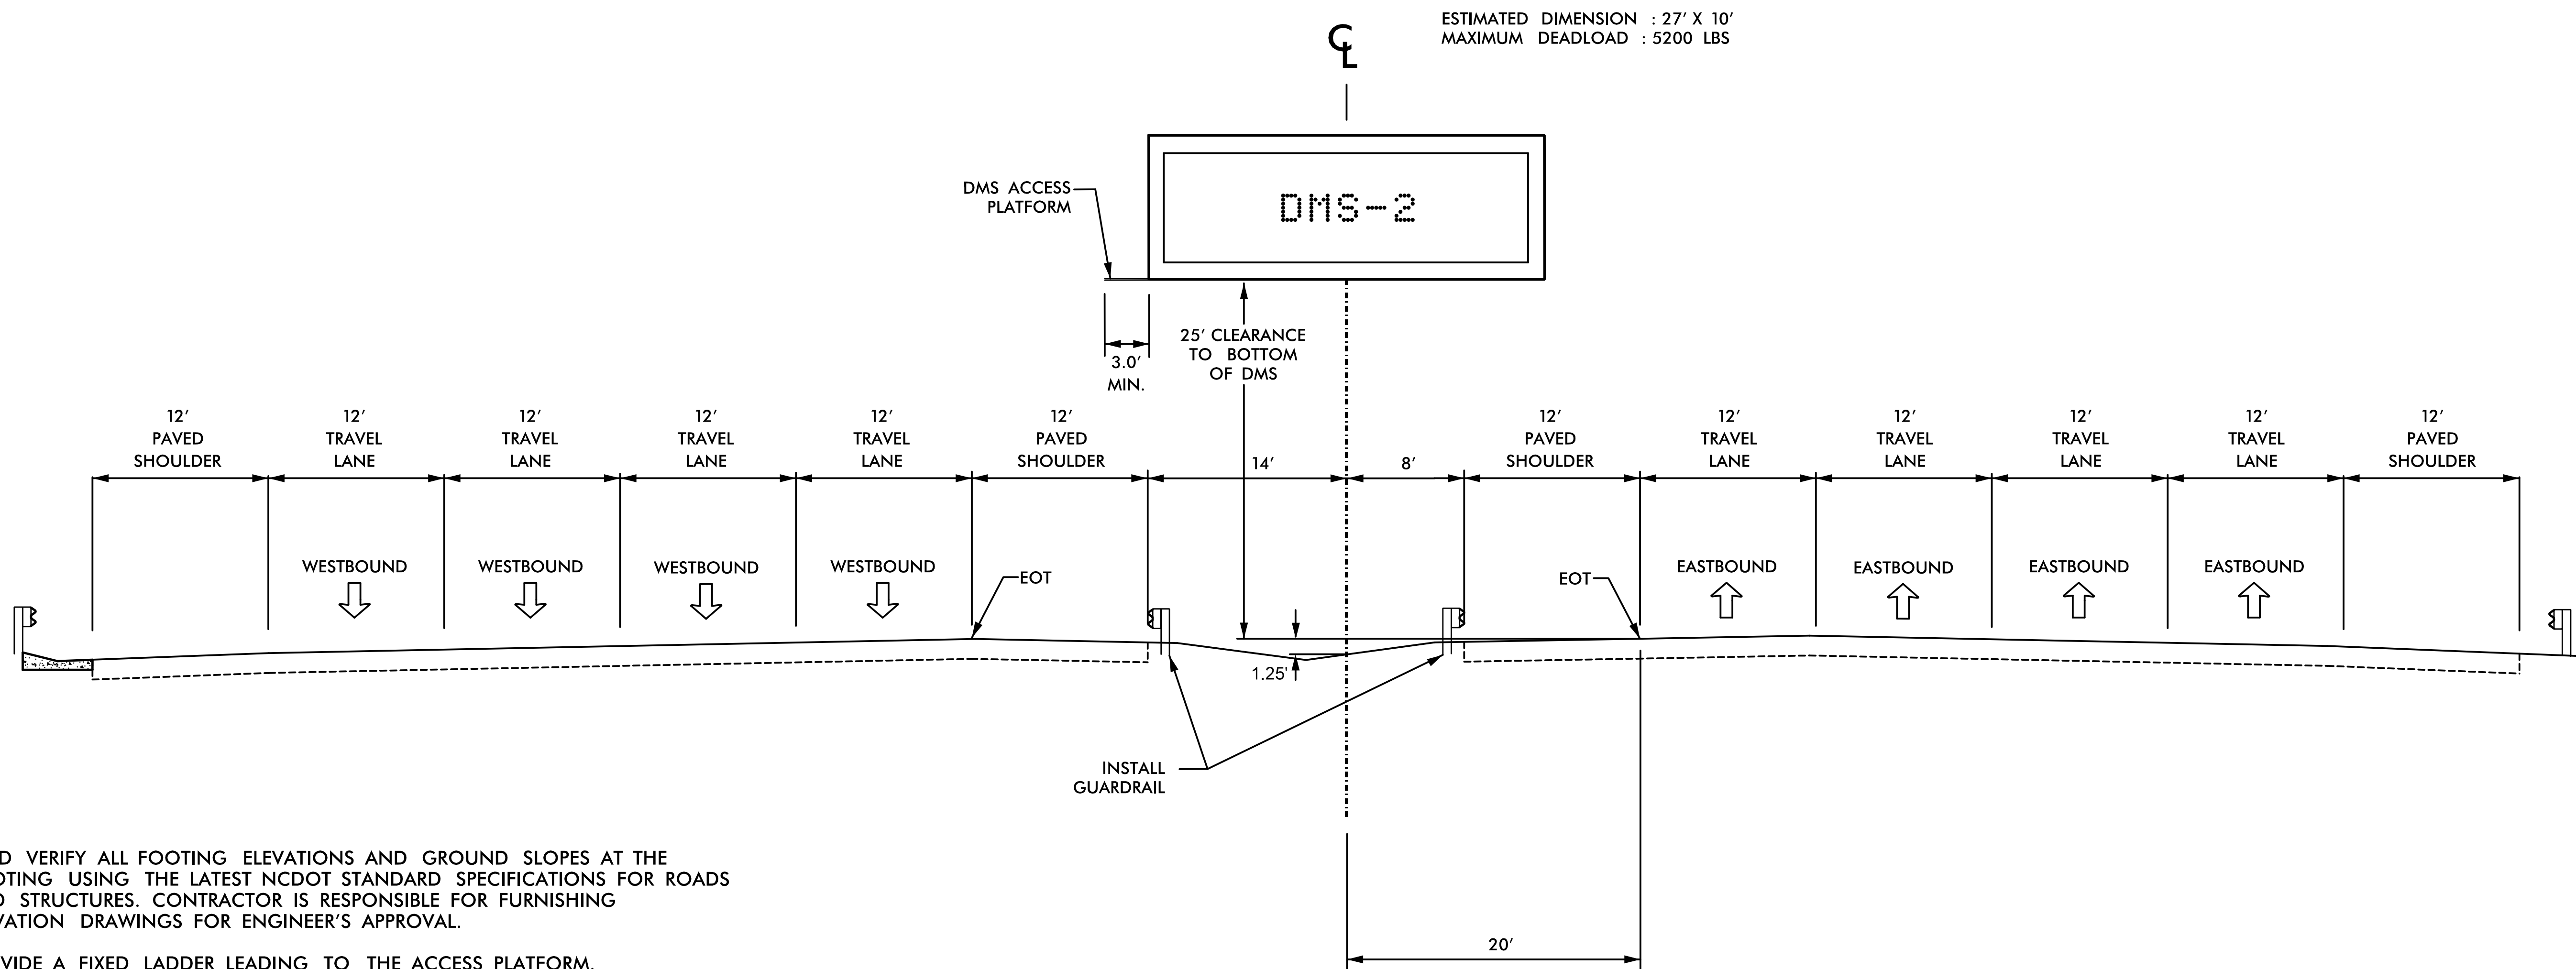 ESTIMATED DIMENSION : 27' X 10'
MAXIMUM DEADLOAD : 5200 LBS
CL
DMS ACCESS
PLATFORM
DMS-2
3.0'
MIN.
25' CLEARANCE
TO BOTTOM
OF DMS
12'
PAVED
SHOULDER
12'
TRAVEL
LANE
12'
TRAVEL
LANE
12'
TRAVEL
LANE
12'
TRAVEL
LANE
12'
PAVED
SHOULDER
14'
8'
12'
PAVED
SHOULDER
12'
TRAVEL
LANE
12'
TRAVEL
LANE
12'
TRAVEL
LANE
12'
TRAVEL
LANE
12'
PAVED
SHOULDER
WESTBOUND
WESTBOUND
WESTBOUND
WESTBOUND
EOT
EOT
EASTBOUND
EASTBOUND
EASTBOUND
EASTBOUND
1.25'
INSTALL
GUARDRAIL
VERIFY ALL FOOTING ELEVATIONS AND GROUND SLOPES AT THE
USING THE LATEST NCDOT STANDARD SPECIFICATIONS FOR ROADS
STRUCTURES. CONTRACTOR IS RESPONSIBLE FOR FURNISHING
DRAWINGS FOR ENGINEER'S APPROVAL.
A FIXED LADDER LEADING TO THE ACCESS PLATFORM.
20'